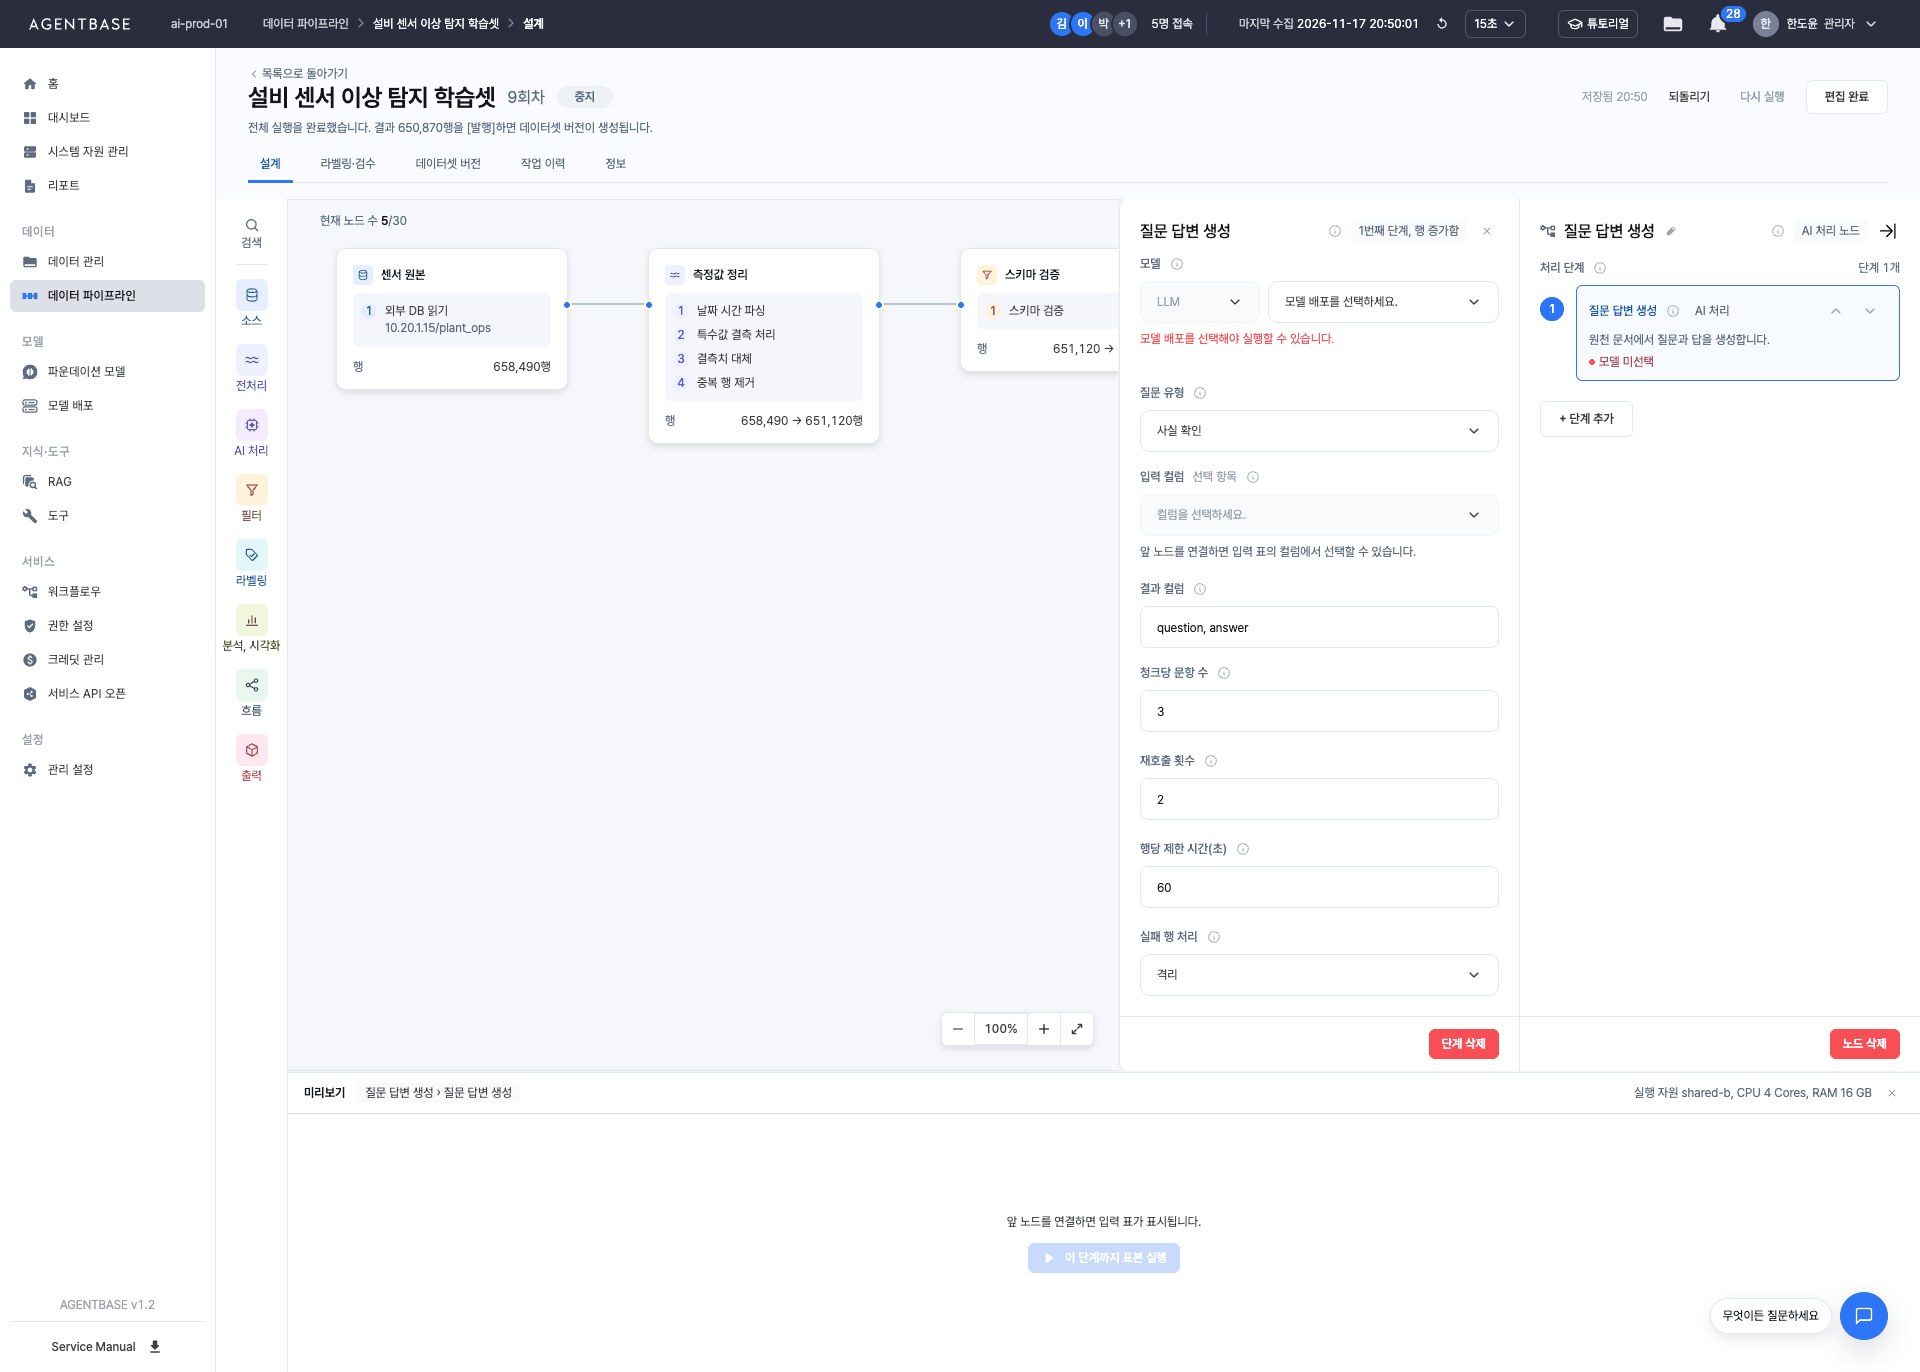 AGENTBASE
ai-prod-01
데이터 파이프라인 > 설비 센서 이상 탐지 학습셋 > 설계
김 이 박 +1 5명 접속
마지막 수집 2026-11-17 20:50:01
15초
튜토리얼
28
한 한도윤 관리자
홈
대시보드
시스템 자원 관리
리포트
데이터
데이터 관리
데이터 파이프라인
모델
파운데이션 모델
모델 배포
지식·도구
RAG
도구
서비스
워크플로우
권한 설정
크레딧 관리
서비스 API 오픈
설정
관리 설정
AGENTBASE v1.2
Service Manual
목록으로 돌아가기
설비 센서 이상 탐지 학습셋 9회차 중지
전체 실행을 완료했습니다. 결과 650,870행을 [발행]하면 데이터셋 버전이 생성됩니다.
저장됨 20:50 되돌리기 다시 실행 편집 완료
설계 라벨링·검수 데이터셋 버전 작업 이력 정보
검색
소스
전처리
AI 처리
필터
라벨링
분석, 시각화
흐름
출력
현재 노드 수 5/30
센서 원본
1 외부 DB 읽기
10.20.1.15/plant_ops
행 658,490행
측정값 정리
1 날짜 시간 파싱
2 특수값 결측 처리
3 결측치 대체
4 중복 행 제거
행 658,490 → 651,120행
스키마 검증
1 스키마 검증
행 651,120 →
100%
질문 답변 생성
1번째 단계, 행 증가함
모델
LLM
모델 배포를 선택하세요.
모델 배포를 선택해야 실행할 수 있습니다.
질문 유형
사실 확인
입력 컬럼 선택 항목
컬럼을 선택하세요.
앞 노드를 연결하면 입력 표의 컬럼에서 선택할 수 있습니다.
결과 컬럼
question, answer
청크당 문항 수
3
재호출 횟수
2
행당 제한 시간(초)
60
실패 행 처리
격리
단계 삭제
질문 답변 생성
AI 처리 노드
처리 단계
단계 1개
1
질문 답변 생성 AI 처리
원천 문서에서 질문과 답을 생성합니다.
모델 미선택
+ 단계 추가
노드 삭제
미리보기 질문 답변 생성 › 질문 답변 생성
실행 자원 shared-b, CPU 4 Cores, RAM 16 GB
앞 노드를 연결하면 입력 표가 표시됩니다.
이 단계까지 표본 실행
무엇이든 질문하세요